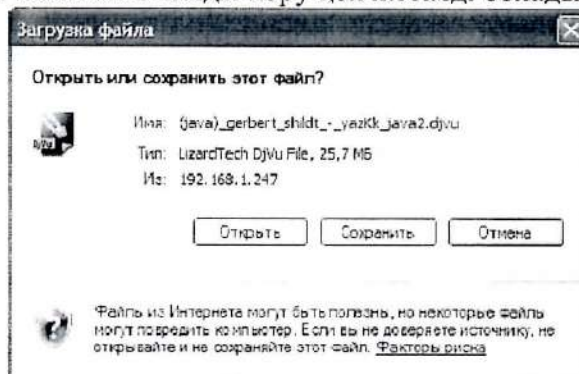 Загрузка файла
Открыть или сохранить этот файл?
Имя: (java)_gerbert_shildt_-_yazKk_java2.djvu
Тип: LizardTech DjVu File, 25,7 МБ
Из: 192.168.1.247
Открыть Сохранить Отмена
Файлы из Интернета могут быть полезны, но некоторые файлы
могут повредить компьютер. Если вы не доверяете источнику, не
открывайте и не сохраняйте этот файл. Факторы риска